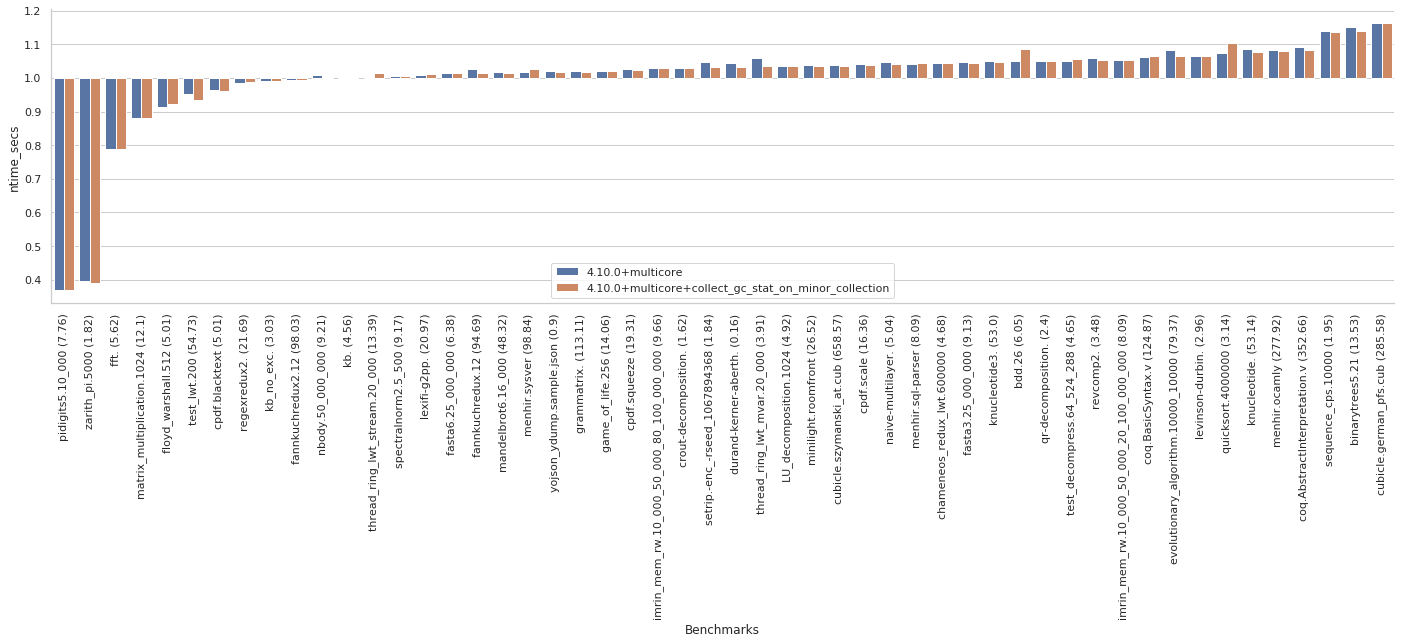 1.2
1.1
1.0
0.9
0.8
0.7
0.6
0.5
0.4
ntime_secs
4.10.0+multicore
4.10.0+multicore+collect_gc_stat_on_minor_collection
pidigits5.10_000 (7.76)
zarith_pi.5000 (1.82)
fft. (5.62)
matrix_multiplication.1024 (12.1)
floyd_warshall.512 (5.01)
test_lwt.200 (54.73)
cpdf.blacktext (5.01)
regexredux2. (21.69)
kb_no_exc. (3.03)
fannkuchredux2.12 (98.03)
nbody.50_000_000 (9.21)
kb. (4.56)
thread_ring_lwt_stream.20_000 (13.39)
spectralnorm2.5_500 (9.17)
lexifi-g2pp. (20.97)
fasta6.25_000_000 (6.38)
fannkuchredux.12 (94.69)
mandelbrot6.16_000 (48.32)
menhir.sysver (98.84)
yojson_ydump.sample.json (0.9)
grammatrix. (113.11)
game_of_life.256 (14.06)
cpdf.squeeze (19.31)
imrin_mem_rw.10_000_50_000_80_100_000_000 (9.66)
crout-decomposition. (1.62)
setrip.-enc_-rseed_1067894368 (1.84)
durand-kerner-aberth. (0.16)
thread_ring_lwt_mvar.20_000 (3.91)
LU_decomposition.1024 (4.92)
minilight.roomfront (26.52)
cubicle.szymanski_at.cub (658.57)
cpdf.scale (16.36)
naive-multilayer. (5.04)
menhir.sql-parser (8.09)
chameneos_redux_lwt.600000 (4.68)
fasta3.25_000_000 (9.13)
knucleotide3. (53.0)
bdd.26 (6.05)
qr-decomposition. (2.4)
test_decompress.64_524_288 (4.65)
revcomp2. (3.48)
imrin_mem_rw.10_000_50_000_20_100_000_000 (8.09)
coq.BasicSyntax.v (124.87)
evolutionary_algorithm.10000_10000 (79.37)
levinson-durbin. (2.96)
quicksort.4000000 (3.14)
knucleotide. (53.14)
menhir.ocamly (277.92)
coq.AbstractInterpretation.v (352.66)
sequence_cps.10000 (1.95)
binarytrees5.21 (13.53)
cubicle.german_pfs.cub (285.58)
Benchmarks